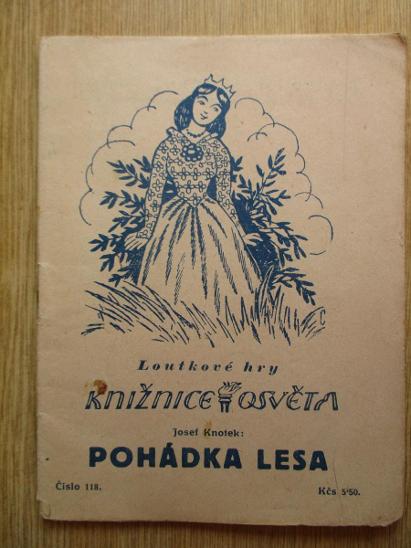 Loutkové hry
KNIŽNICE OSVĚTA
Josef Knotek:
POHÁDKA LESA
Číslo 118.
Kčs 5'50.